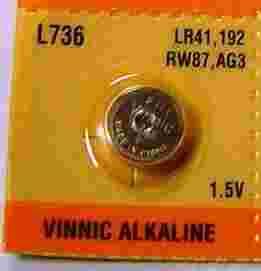 L736
LR41,192
RW87,AG3
1.5V
VINNIC ALKALINE